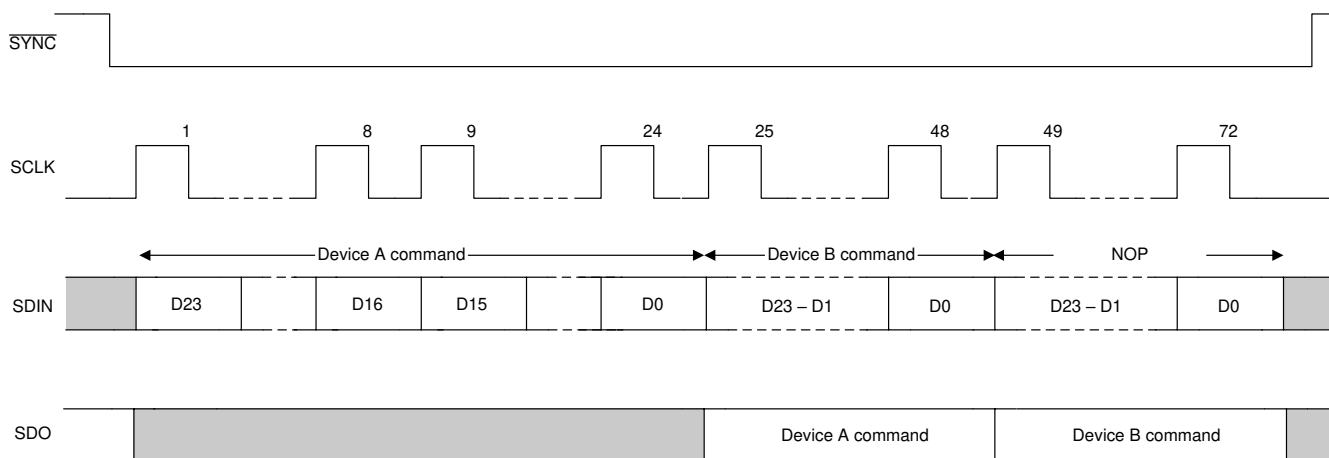 SYNC
1 8 9 24 25 48 49 72
SCLK
Device A command Device B command NOP
SDIN D23 D16 D15 D0 D23 – D1 D0 D23 – D1 D0
SDO Device A command Device B command